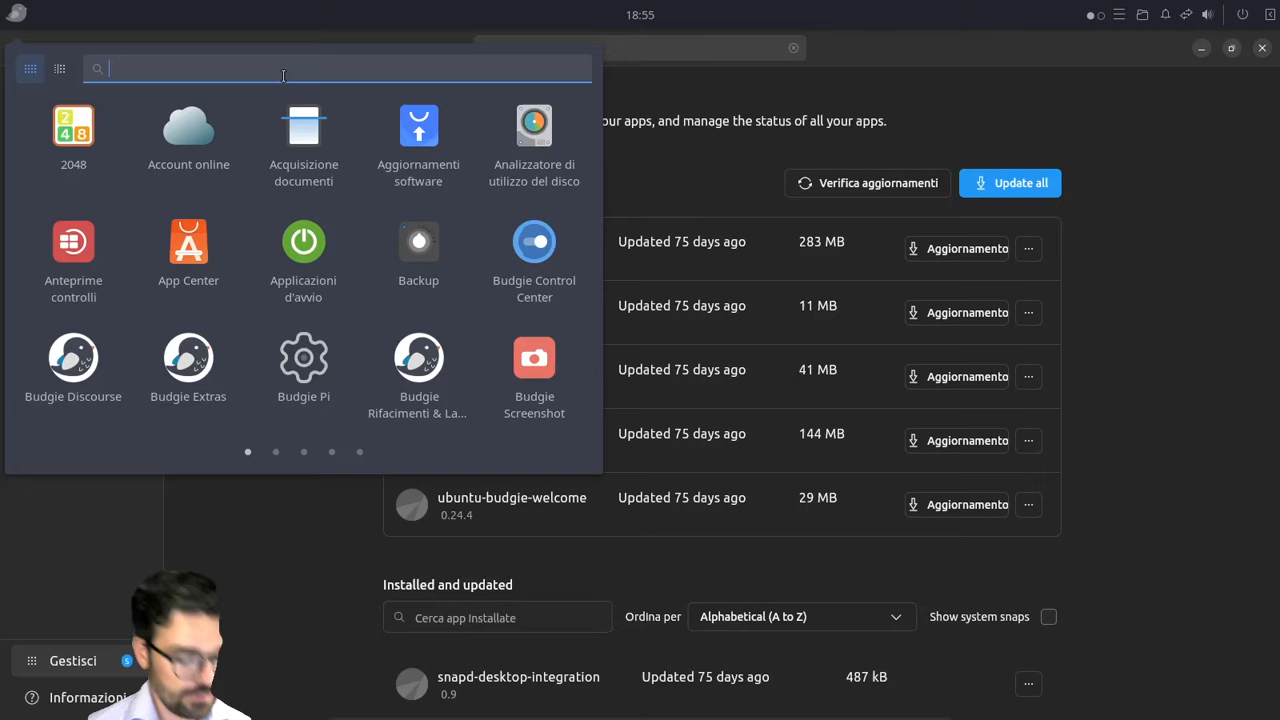 18:55
2048
Account online
Acquisizione
documenti
Aggiornamenti
software
Analizzatore di
utilizzo del disco
Anteprime
controlli
App Center
Applicazioni
d'avvio
Backup
Budgie Control
Center
Budgie Discourse
Budgie Extras
Budgie Pi
Budgie
Rifacimenti & La...
Budgie
Screenshot
our apps, and manage the status of all your apps.
Verifica aggiornamenti
Update all
Updated 75 days ago 283 MB Aggiornamento
Updated 75 days ago 11 MB Aggiornamento
Updated 75 days ago 41 MB Aggiornamento
Updated 75 days ago 144 MB Aggiornamento
ubuntu-budgie-welcome Updated 75 days ago 29 MB Aggiornamento
0.24.4
Installed and updated
Cerca app Installate Ordina per Alphabetical (A to Z) Show system snaps
snapd-desktop-integration Updated 75 days ago 487 kB
0.9
Gestisci 5
Informazioni